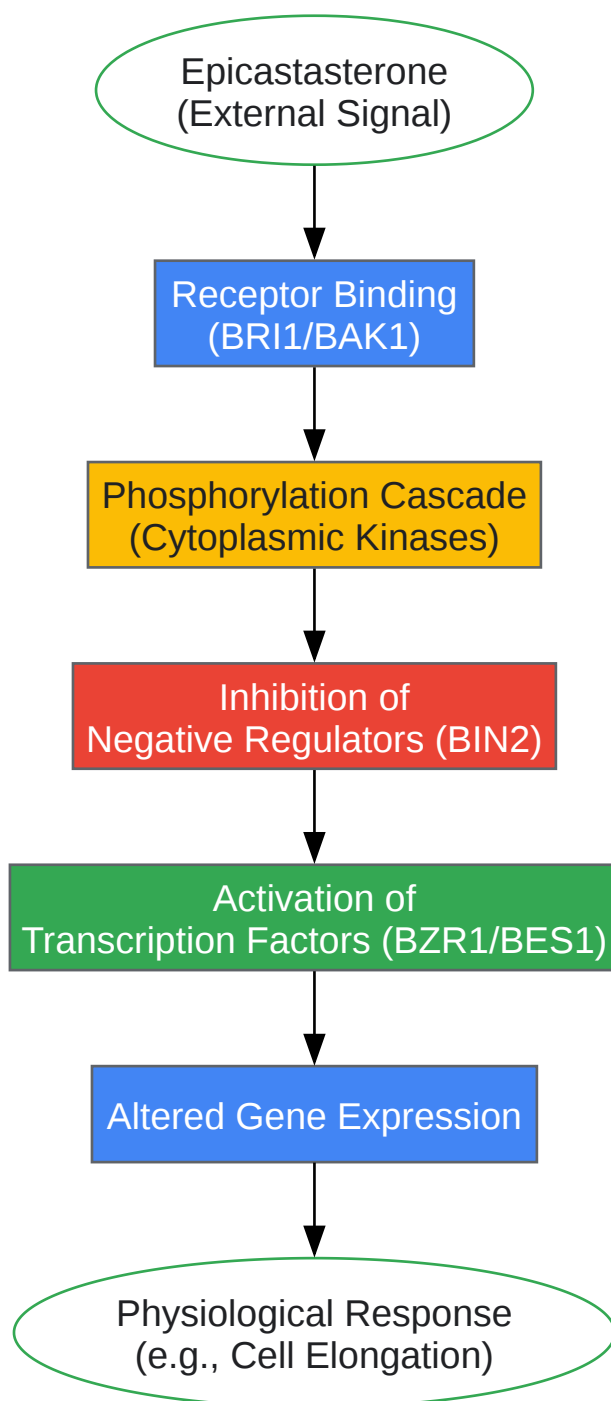 Epicastasterone
(External Signal)
Receptor Binding
(BRI1/BAK1)
Phosphorylation Cascade
(Cytoplasmic Kinases)
Inhibition of
Negative Regulators (BIN2)
Activation of
Transcription Factors (BZR1/BES1)
Altered Gene Expression
Physiological Response
(e.g., Cell Elongation)